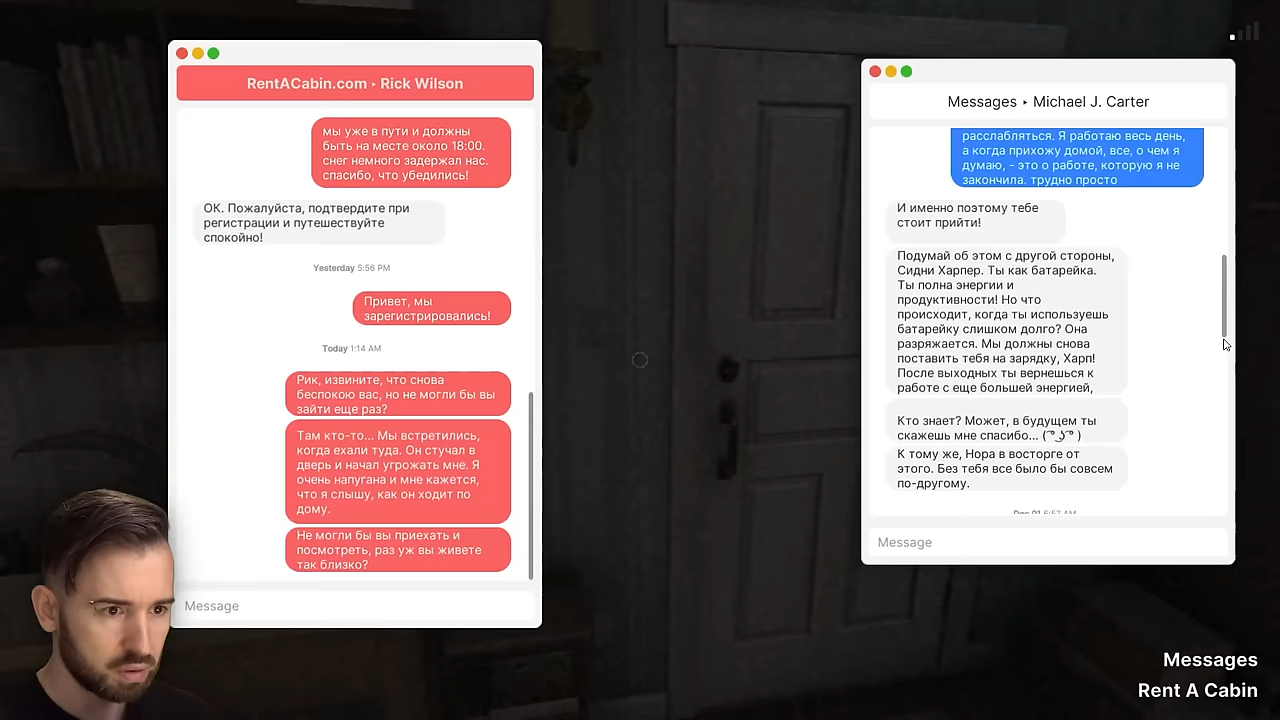 RentACabin.com ‣ Rick Wilson
мы уже в пути и должны
быть на месте около 18:00.
снег немного задержал нас.
спасибо, что убедились!
ОК. Пожалуйста, подтвердите при
регистрации и путешествуйте
спокойно!
Yesterday 5:56 PM
Привет, мы
зарегистрировались!
Today 1:14 AM
Рик, извините, что снова
беспокою вас, но не могли бы вы
зайти еще раз?
Там кто-то... Мы встретились,
когда ехали туда. Он стучал в
дверь и начал угрожать мне. Я
очень напугана и мне кажется,
что я слышу, как он ходит по
дому.
Не могли бы вы приехать и
посмотреть, раз уж вы живете
так близко?
Message
Messages ‣ Michael J. Carter
расслабляться. Я работаю весь день,
а когда прихожу домой, все, о чем я
думаю, - это о работе, которую я не
закончила. трудно просто
И именно поэтому тебе
стоит прийти!
Подумай об этом с другой стороны,
Сидни Харпер. Ты как батарейка.
Ты полна энергии и
продуктивности! Но что
происходит, когда ты используешь
батарейку слишком долго? Она
разряжается. Мы должны снова
поставить тебя на зарядку, Харп!
После выходных ты вернешься к
работе с еще большей энергией,
Кто знает? Может, в будущем ты
скажешь мне спасибо... ( ͡° ͜ʖ ͡° )
К тому же, Нора в восторге от
этого. Без тебя все было бы совсем
по-другому.
Dec 01 6:57 AM
Message
Messages
Rent A Cabin